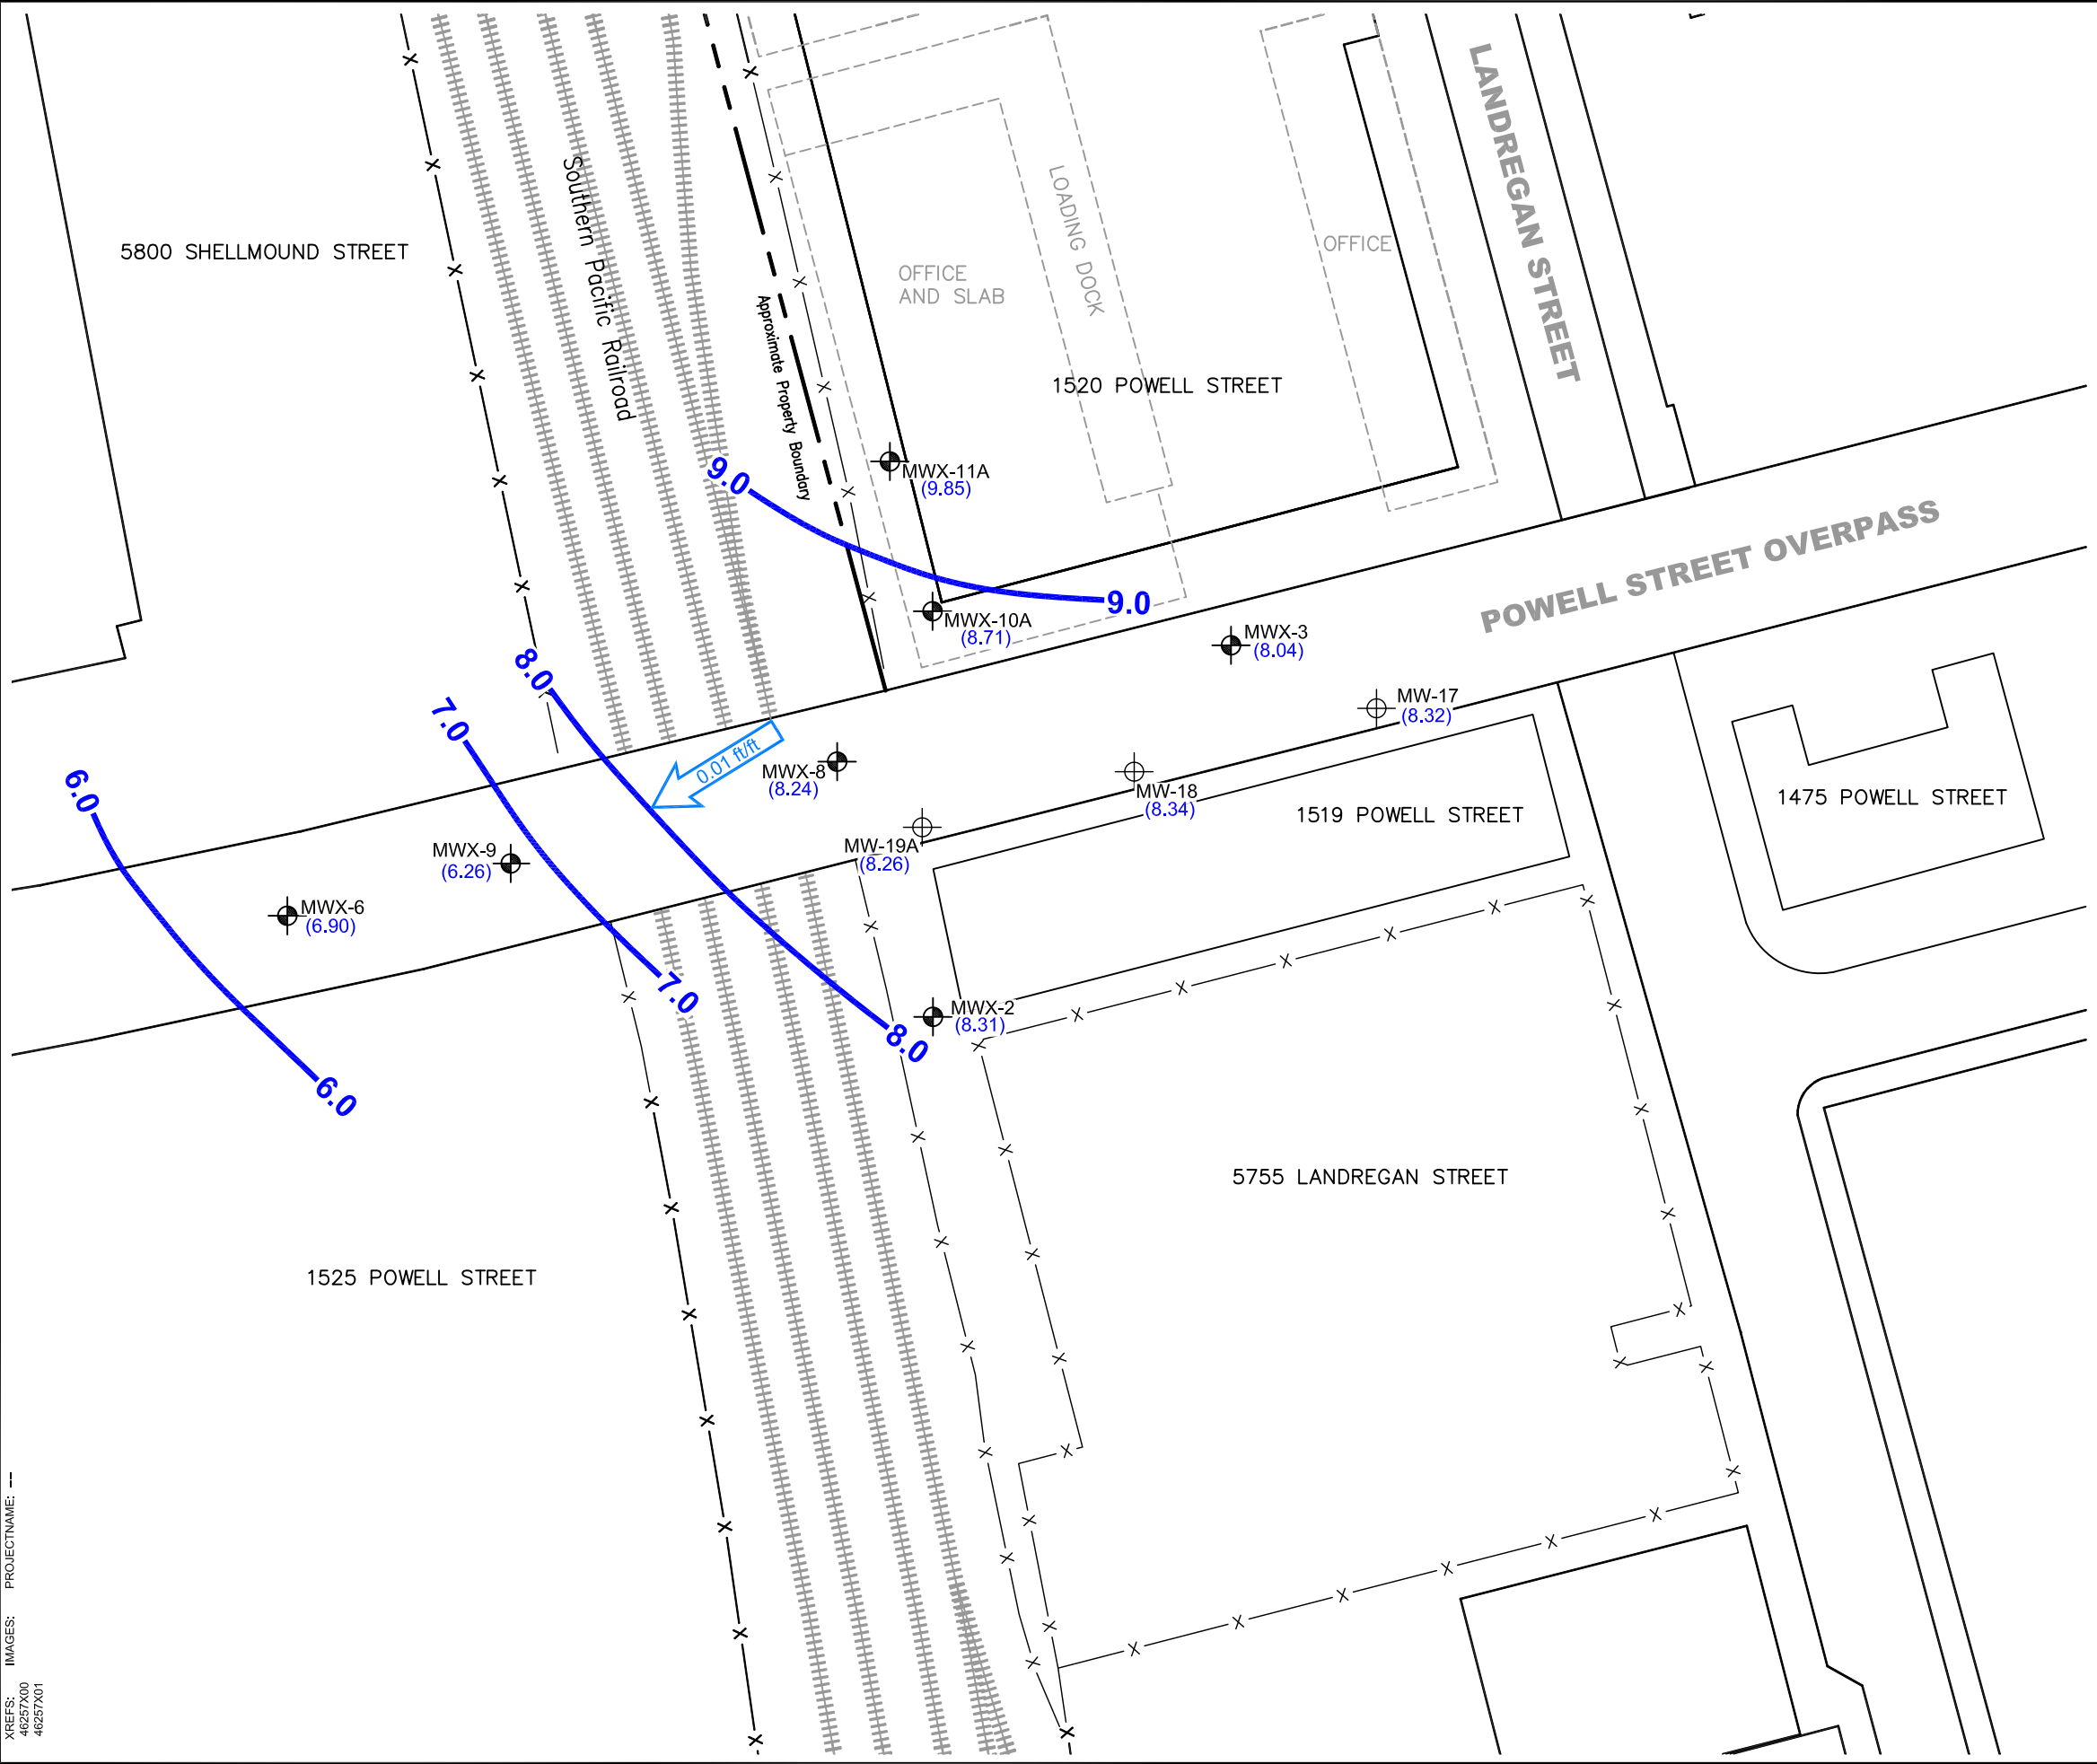 LANDREGAN STREET
Southern Pacific Railroad
5800 SHELLMOUND STREET
LOADING DOCK
OFFICE
OFFICE
AND SLAB
Approximate Property Boundary
1520 POWELL STREET
9.0
MWX-11A
(9.85)
POWELL STREET OVERPASS
9.0
MWX-10A
(8.71)
MWX-3
(8.04)
8.0
7.0
MW-17
(8.32)
0.01 ft/ft
MWX-8
(8.24)
6.0
MW-18
(8.34)
1519 POWELL STREET
1475 POWELL STREET
MWX-9
(6.26)
MW-19A
(8.26)
MWX-6
(6.90)
7.0
MWX-2
(8.31)
8.0
6.0
5755 LANDREGAN STREET
1525 POWELL STREET
XREFS: IMAGES: PROJECTNAME: --
46257X00
46257X01